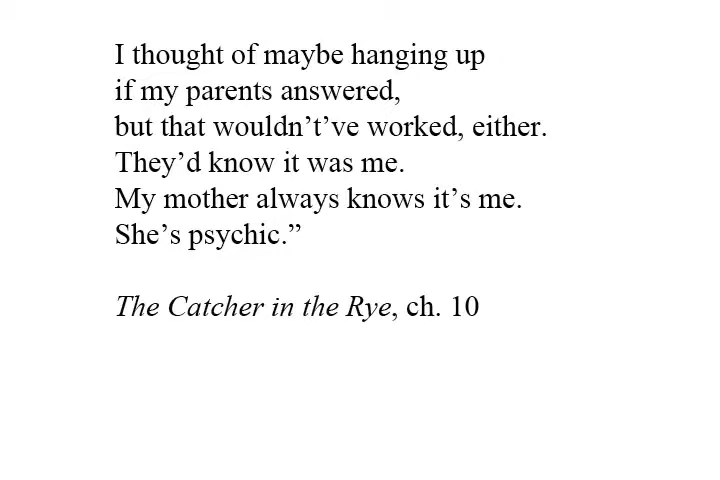 I thought of maybe hanging up
if my parents answered,
but that wouldn’t’ve worked, either.
They’d know it was me.
My mother always knows it’s me.
She’s psychic.”
The Catcher in the Rye, ch. 10